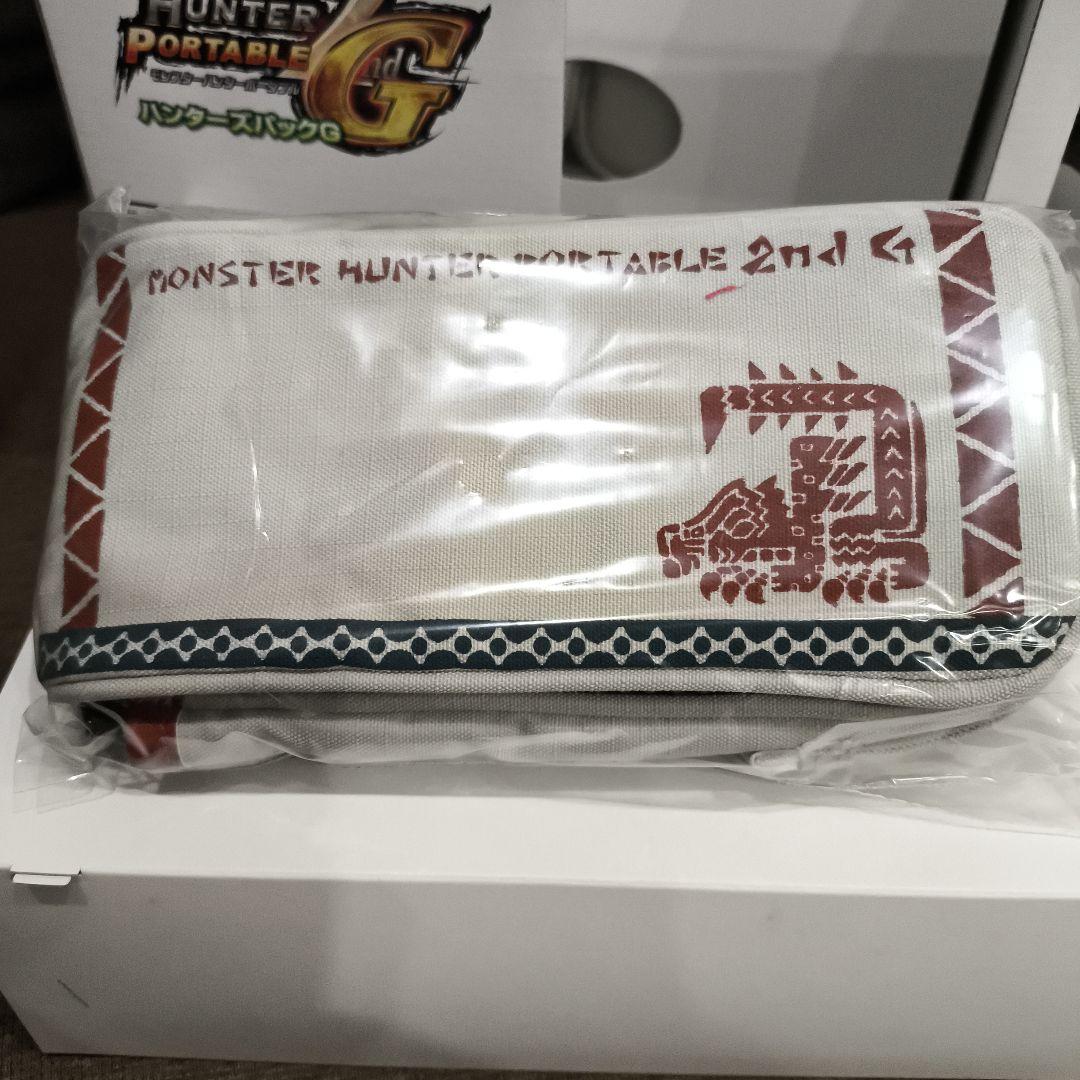 HUNTER
PORTABLE 2nd G
モンスターハンターポータブル
ハンターズパックG
MONSTER HUNTER PORTABLE 2nd G